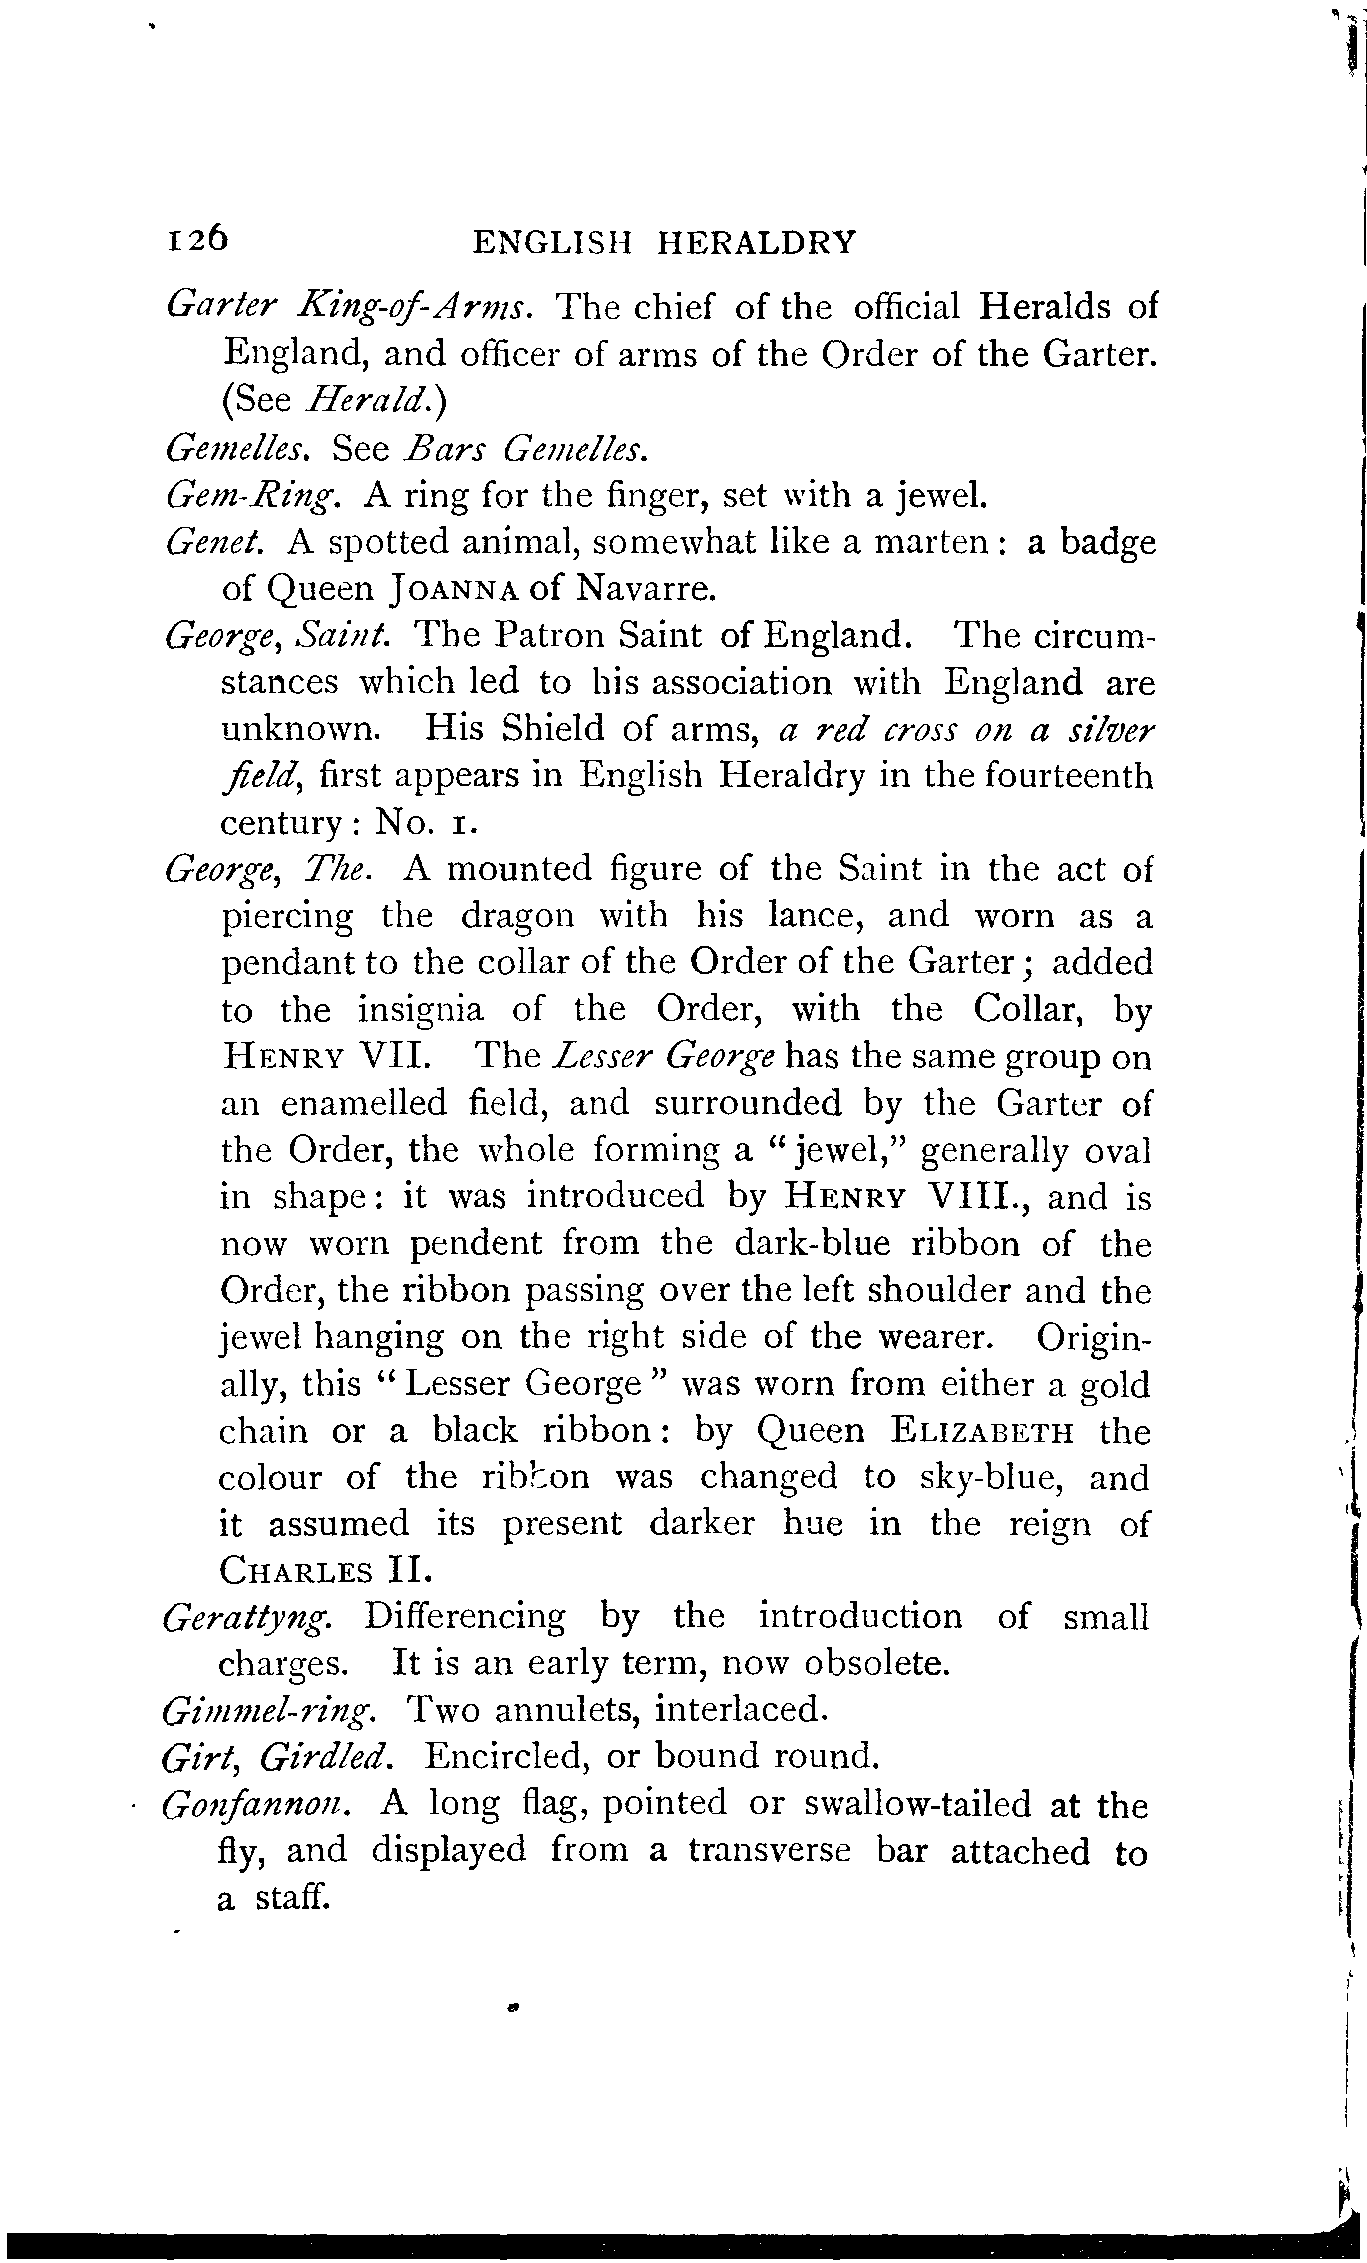 126 ENGLISH HERALDRY
Garter King-of-Arms. The chief of the official Heralds of
England, and officer of arms of the Order of the Garter.
(See Herald.)
Gemelles. See Bars Gemelles.
Gem-Ring. A ring for the finger, set with a jewel.
Genet. A spotted animal, somewhat like a marten : a badge
of Queen JOANNA of Navarre.
George, Saint. The Patron Saint of England. The circum-
stances which led to his association with England are
unknown. His Shield of arms, a red cross on a silver
field, first appears in English Heraldry in the fourteenth
century : No. 1.
George, The. A mounted figure of the Saint in the act of
piercing the dragon with his lance, and worn as a
pendant to the collar of the Order of the Garter ; added
to the insignia of the Order, with the Collar, by
HENRY VII. The Lesser George has the same group on
an enamelled field, and surrounded by the Garter of
the Order, the whole forming a “ jewel,” generally oval
in shape : it was introduced by HENRY VIII., and is
now worn pendent from the dark-blue ribbon of the
Order, the ribbon passing over the left shoulder and the
jewel hanging on the right side of the wearer. Origin-
ally, this “ Lesser George ” was worn from either a gold
chain or a black ribbon : by Queen ELIZABETH the
colour of the ribbon was changed to sky-blue, and
it assumed its present darker hue in the reign of
CHARLES II.
Gerattyng. Differencing by the introduction of small
charges. It is an early term, now obsolete.
Gimmel-ring. Two annulets, interlaced.
Girt, Girdled. Encircled, or bound round.
Gonfannon. A long flag, pointed or swallow-tailed at the
fly, and displayed from a transverse bar attached to
a staff.